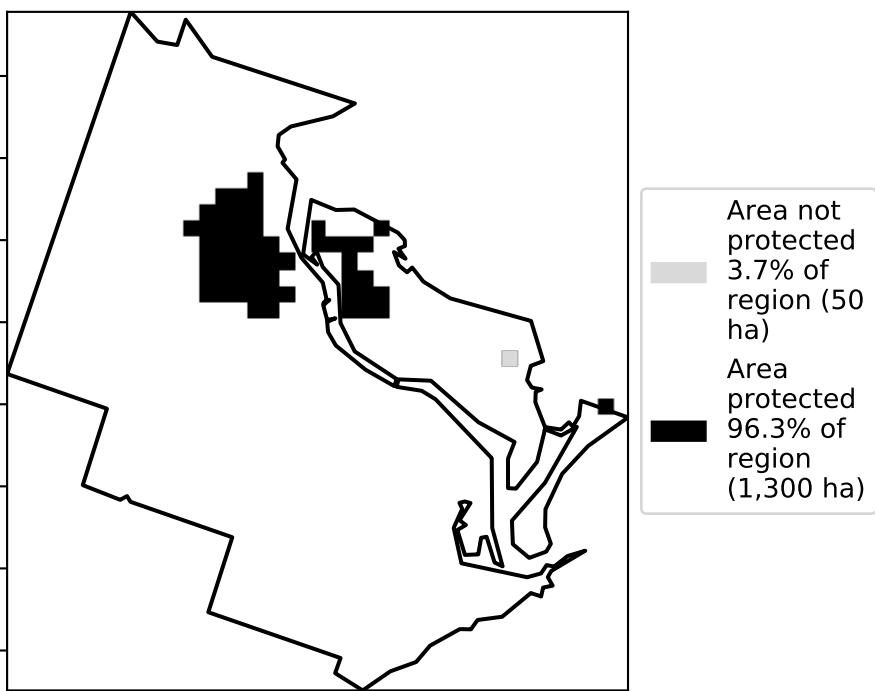 Area not
protected
3.7% of
region (50
ha)
Area
protected
96.3% of
region
(1,300 ha)